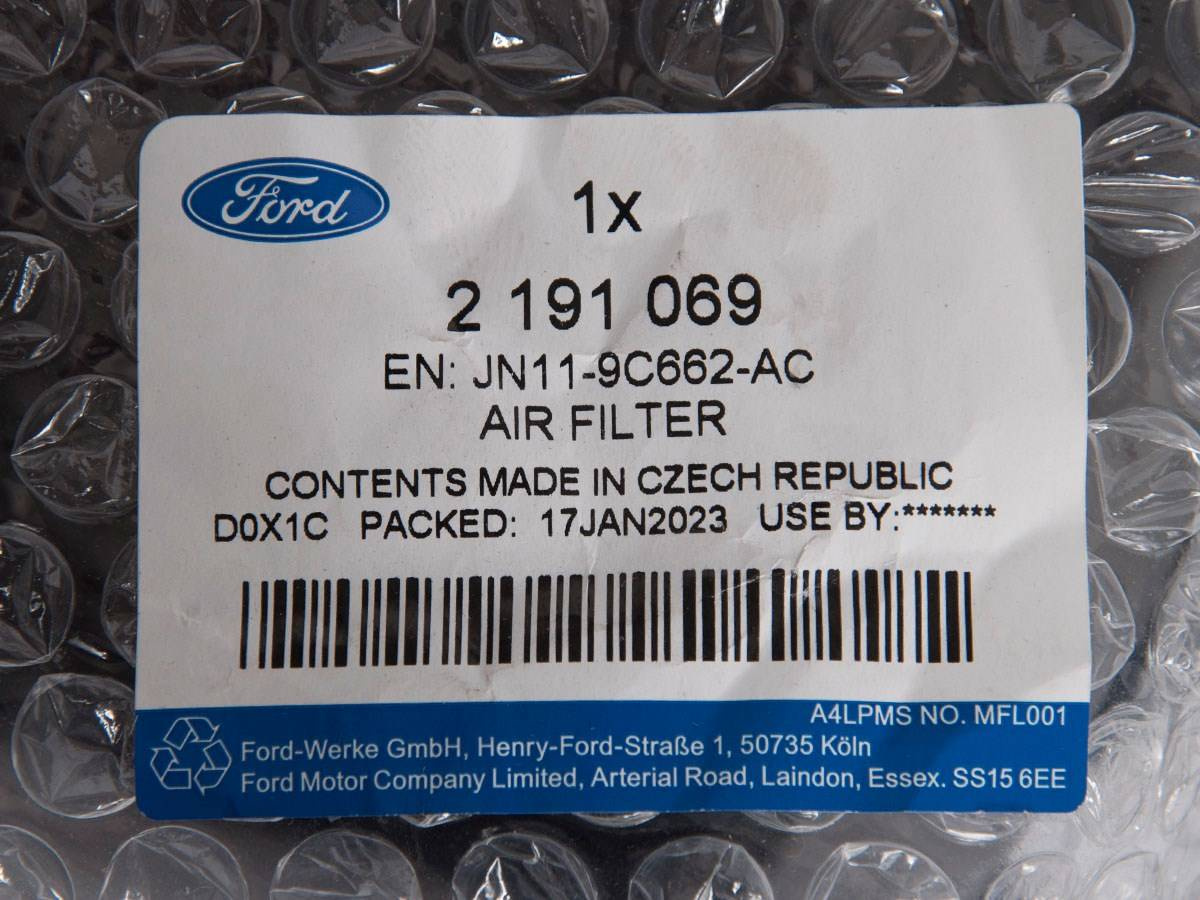 Ford
1x
2 191 069
EN: JN11-9C662-AC
AIR FILTER
CONTENTS MADE IN CZECH REPUBLIC
D0X1C PACKED: 17JAN2023 USE BY:*******
A4LPMS NO. MFL001
Ford-Werke GmbH, Henry-Ford-Straße 1, 50735 Köln
Ford Motor Company Limited, Arterial Road, Laindon, Essex. SS15 6EE